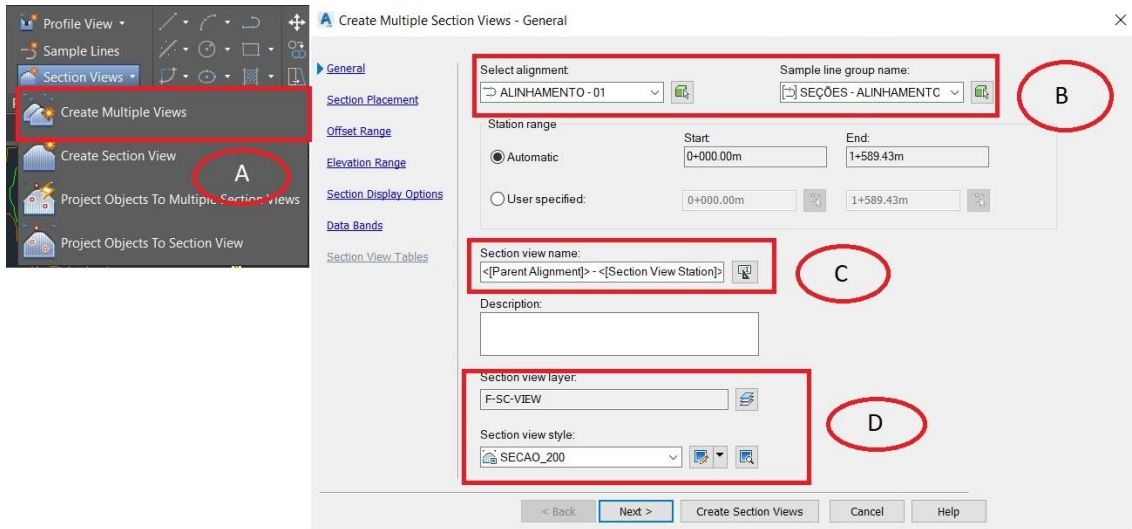 Profile View
Sample Lines
Section Views
Create Multiple Views
Create Section View
A
Project Objects To Multiple Section Views
Project Objects To Section View
Create Multiple Section Views - General
General
Section Placement
Offset Range
Elevation Range
Section Display Options
Data Bands
Section View Tables
Select alignment:
ALINHAMENTO - 01
Sample line group name:
SEÇÕES - ALINHAMENTC
B
Station range
Start:
End:
Automatic
0+000.00m
1+589.43m
User specified:
0+000.00m
1+589.43m
Section view name:
<[Parent Alignment]> - <[Section View Station]>
C
Description:
Section view layer:
F-SC-VIEW
Section view style:
SECAO_200
D
< Back
Next >
Create Section Views
Cancel
Help